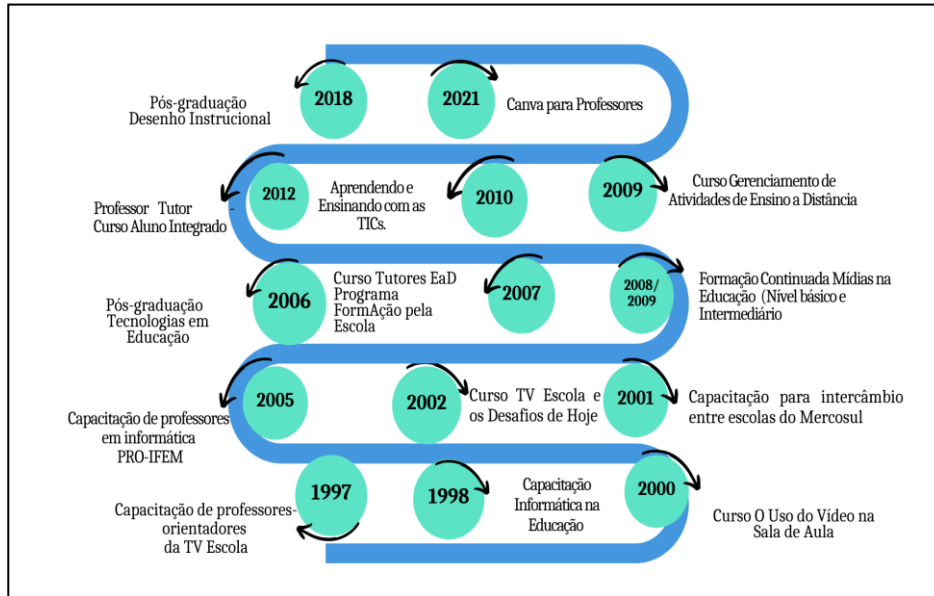 2018
Pós-graduação
Desenho Instrucional
2021
Canva para Professores
2012
Professor Tutor -
Curso Aluno Integrado
Aprendendo e
Ensinando com as
TICs.
2010
2009
Curso Gerenciamento de
Atividades de Ensino a Distância
2006
Pós-graduação
Tecnologias em
Educação
Curso Tutores EaD
Programa
FormAção pela
Escola
2007
2008/
2009
Formação Continuada Mídias na
Educação (Nível básico e
Intermediário
2005
Capacitação de professores
em informática
PRO-IFEM
2002
Curso TV Escola e
os Desafios de Hoje
2001
Capacitação para intercâmbio
entre escolas do Mercosul
1997
Capacitação de professores-
orientadores
da TV Escola
1998
Capacitação
Informática na
Educação
2000
Curso O Uso do Vídeo na
Sala de Aula